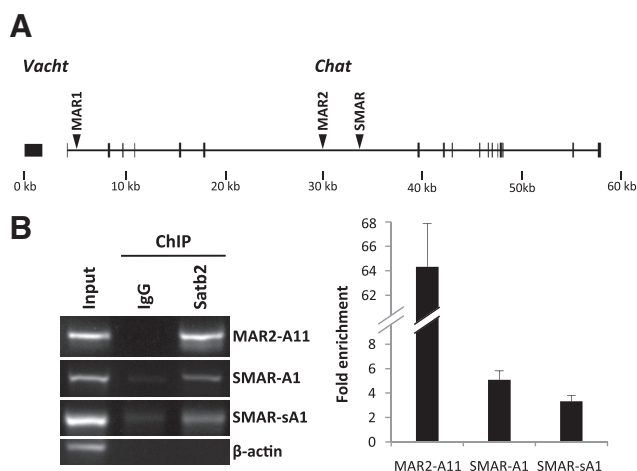 A
Vacht
Chat
MAR1
MAR2
SMAR
0 kb
10 kb
20 kb
30 kb
40 kb
50kb
60 kb
B
ChIP
Input
IgG
Satb2
MAR2-A11
SMAR-A1
SMAR-sA1
β-actin
Fold enrichment
68
66
64
62
8
6
4
2
0
MAR2-A11
SMAR-A1
SMAR-sA1